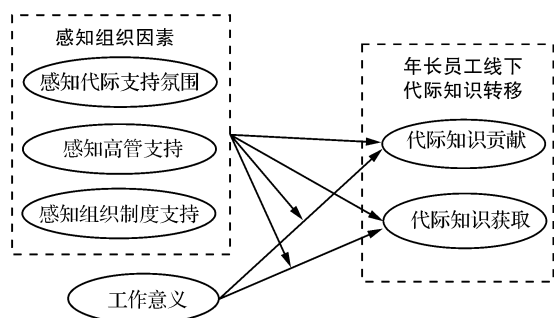 感知组织因素
感知代际支持氛围
感知高管支持
感知组织制度支持
工作意义
年长员工线下
代际知识转移
代际知识贡献
代际知识获取